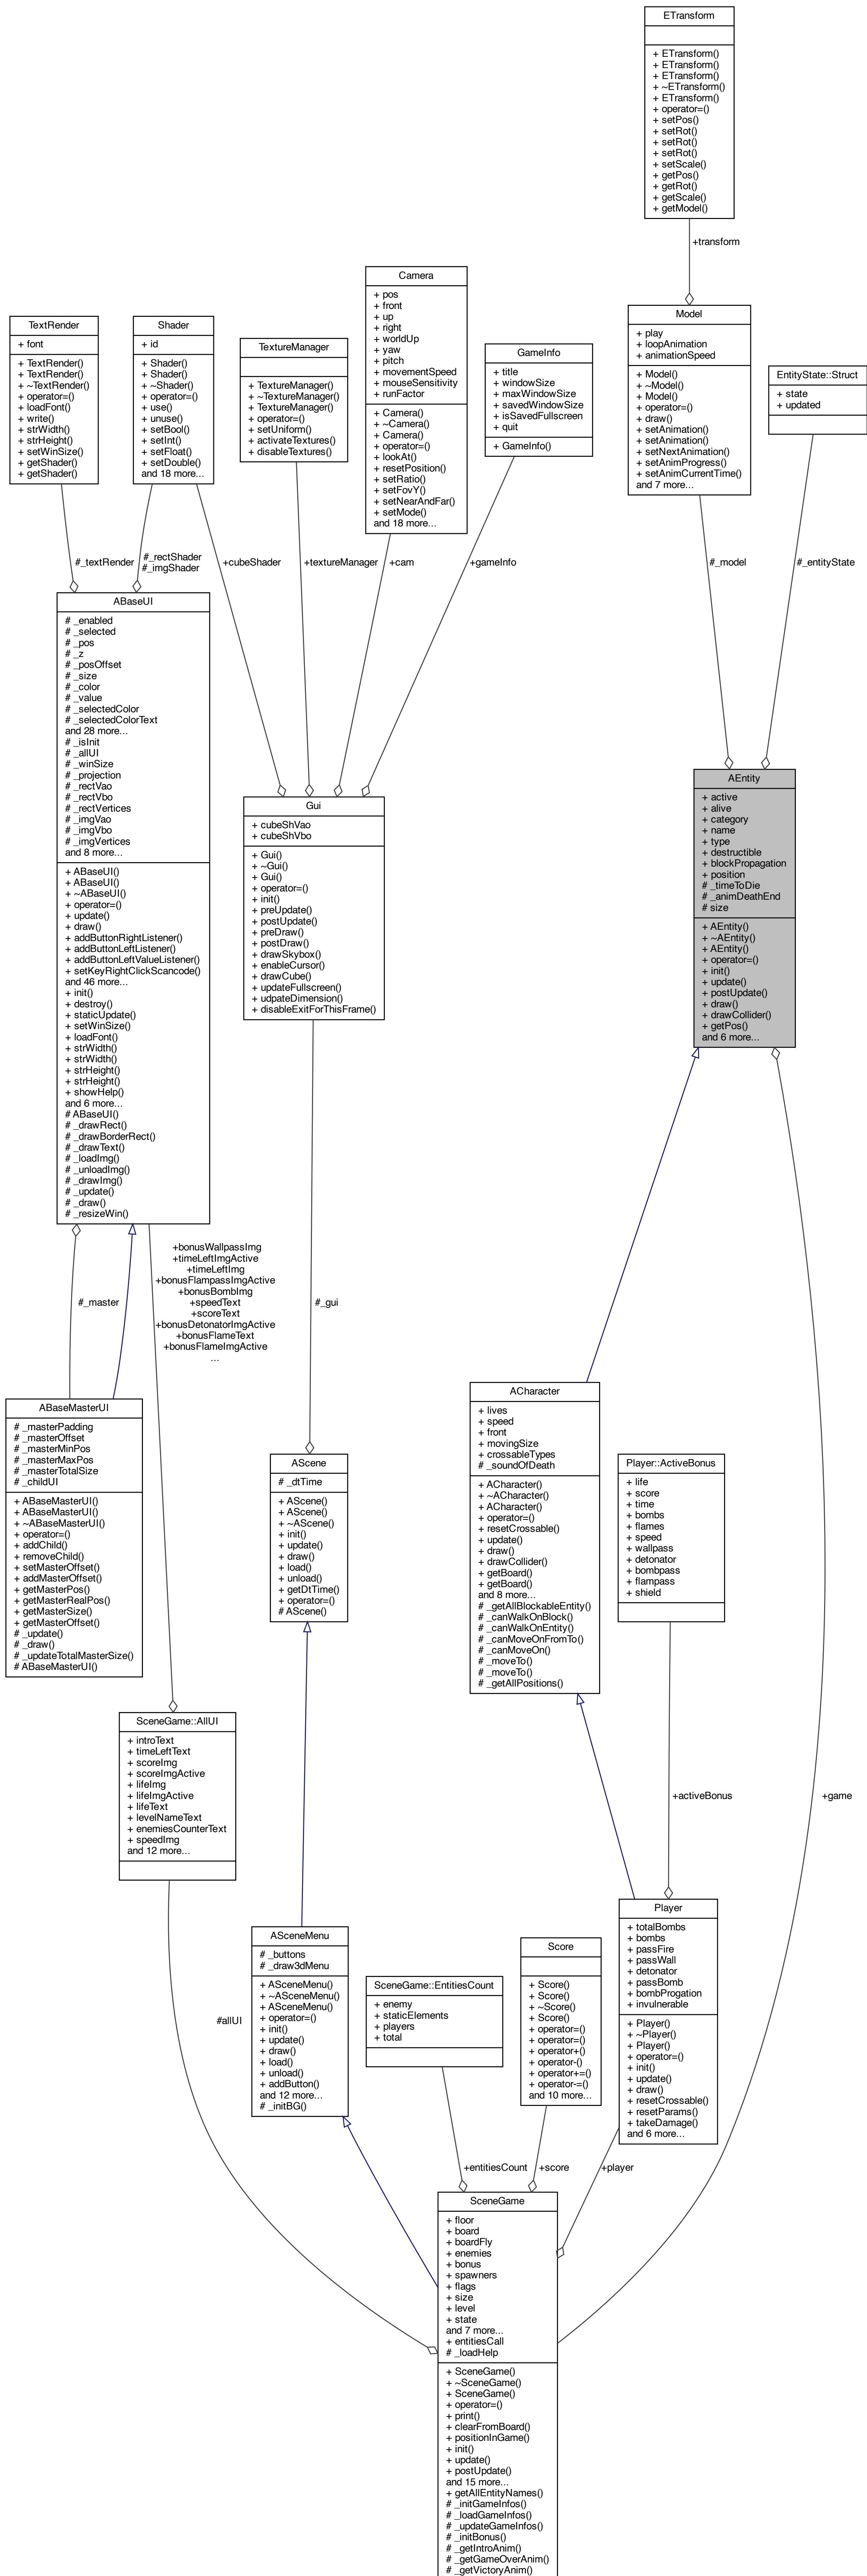 ETransform
+ ETransform()
+ ETransform()
+ ETransform()
+ ~ETransform()
+ ETransform()
+ operator=()
+ setPos()
+ setRot()
+ setRot()
+ setRot()
+ setScale()
+ getPos()
+ getRot()
+ getScale()
+ getModel()
+transform
TextRender
+ font
+ TextRender()
+ TextRender()
+ ~TextRender()
+ operator=()
+ loadFont()
+ write()
+ strWidth()
+ strHeight()
+ setWinSize()
+ getShader()
+ getShader()
Shader
+ id
+ Shader()
+ Shader()
+ ~Shader()
+ operator=()
+ use()
+ unuse()
+ setBool()
+ setInt()
+ setFloat()
+ setDouble()
and 18 more...
TextureManager
+ TextureManager()
+ ~TextureManager()
+ TextureManager()
+ operator=()
+ setUniform()
+ activateTextures()
+ disableTextures()
Camera
+ pos
+ front
+ up
+ right
+ worldUp
+ yaw
+ pitch
+ movementSpeed
+ mouseSensitivity
+ runFactor
+ Camera()
+ ~Camera()
+ Camera()
+ operator=()
+ lookAt()
+ resetPosition()
+ setRatio()
+ setFovY()
+ setNearAndFar()
+ setMode()
and 18 more...
GameInfo
+ title
+ windowSize
+ maxWindowSize
+ savedWindowSize
+ isSavedFullscreen
+ quit
+ GameInfo()
Model
+ play
+ loopAnimation
+ animationSpeed
+ Model()
+ ~Model()
+ Model()
+ operator=()
+ draw()
+ setAnimation()
+ setAnimation()
+ setNextAnimation()
+ setAnimProgress()
+ setAnimCurrentTime()
and 7 more...
EntityState::Struct
+ state
+ updated
#_textRender
#_rectShader
#_imgShader
+cubeShader
+textureManager
+cam
+gameInfo
#_model
#_entityState
ABaseUI
# _enabled
# _selected
# _pos
# _z
# _posOffset
# _size
# _color
# _value
# _selectedColor
# _selectedColorText
and 28 more...
# _isInit
# _allUI
# _winSize
# _projection
# _rectVao
# _rectVbo
# _rectVertices
# _imgVao
# _imgVbo
# _imgVertices
and 8 more...
+ ABaseUI()
+ ABaseUI()
+ ~ABaseUI()
+ operator=()
+ update()
+ draw()
+ addButtonRightListener()
+ addButtonLeftListener()
+ addButtonLeftValueListener()
+ setKeyRightClickScancode()
and 46 more...
+ init()
+ destroy()
+ staticUpdate()
+ setWinSize()
+ loadFont()
+ strWidth()
+ strWidth()
+ strHeight()
+ strHeight()
+ showHelp()
and 6 more...
# ABaseUI()
# _drawRect()
# _drawBorderRect()
# _drawText()
# _loadImg()
# _unloadImg()
# _drawImg()
# _update()
# _draw()
# _resizeWin()
Gui
+ cubeShVao
+ cubeShVbo
+ Gui()
+ ~Gui()
+ Gui()
+ operator=()
+ init()
+ preUpdate()
+ postUpdate()
+ preDraw()
+ postDraw()
+ drawSkybox()
+ enableCursor()
+ drawCube()
+ updateFullscreen()
+ udpateDimension()
+ disableExitForThisFrame()
AEntity
+ active
+ alive
+ category
+ name
+ type
+ destructible
+ blockPropagation
+ position
# _timeToDie
# _animDeathEnd
# size
+ AEntity()
+ ~AEntity()
+ AEntity()
+ operator=()
+ init()
+ update()
+ postUpdate()
+ draw()
+ drawCollider()
+ getPos()
and 6 more...
#_master
+bonusWallpassImg
+timeLeftImgActive
+timeLeftImg
+bonusFlampassImgActive
+bonusBombImg
+speedText
+scoreText
+bonusDetonatorImgActive
+bonusFlameText
+bonusFlameImgActive
...
#_gui
ABaseMasterUI
# _masterPadding
# _masterOffset
# _masterMinPos
# _masterMaxPos
# _masterTotalSize
# _childUI
+ ABaseMasterUI()
+ ABaseMasterUI()
+ ~ABaseMasterUI()
+ operator=()
+ addChild()
+ removeChild()
+ setMasterOffset()
+ addMasterOffset()
+ getMasterPos()
+ getMasterRealPos()
+ getMasterSize()
+ getMasterOffset()
# _update()
# _draw()
# _updateTotalMasterSize()
# ABaseMasterUI()
AScene
# _dtTime
+ AScene()
+ AScene()
+ ~AScene()
+ init()
+ update()
+ draw()
+ load()
+ unload()
+ getDtTime()
+ operator=()
# AScene()
ACharacter
+ lives
+ speed
+ front
+ movingSize
+ crossableTypes
# _soundOfDeath
+ ACharacter()
+ ~ACharacter()
+ ACharacter()
+ operator=()
+ resetCrossable()
+ update()
+ draw()
+ drawCollider()
+ getBoard()
+ getBoard()
and 8 more...
# _getAllBlockableEntity()
# _canWalkOnBlock()
# _canWalkOnEntity()
# _canMoveOnFromTo()
# _canMoveOn()
# _moveTo()
# _moveTo()
# _getAllPositions()
Player::ActiveBonus
+ life
+ score
+ time
+ bombs
+ flames
+ speed
+ wallpass
+ detonator
+ bombpass
+ flampass
+ shield
SceneGame::AllUI
+ introText
+ timeLeftText
+ scoreImg
+ scoreImgActive
+ lifeImg
+ lifeImgActive
+ lifeText
+ levelNameText
+ enemiesCounterText
+ speedImg
and 12 more...
+activeBonus
+game
ASceneMenu
# _buttons
# _draw3dMenu
+ ASceneMenu()
+ ~ASceneMenu()
+ ASceneMenu()
+ operator=()
+ init()
+ update()
+ draw()
+ load()
+ unload()
+ addButton()
and 12 more...
# _initBG()
SceneGame::EntitiesCount
+ enemy
+ staticElements
+ players
+ total
Score
+ Score()
+ Score()
+ ~Score()
+ Score()
+ operator=()
+ operator=()
+ operator+()
+ operator-()
+ operator+=()
+ operator-=()
and 10 more...
Player
+ totalBombs
+ bombs
+ passFire
+ passWall
+ detonator
+ passBomb
+ bombProgation
+ invulnerable
+ Player()
+ ~Player()
+ Player()
+ operator=()
+ init()
+ update()
+ draw()
+ resetCrossable()
+ resetParams()
+ takeDamage()
and 6 more...
#allUI
+entitiesCount
+score
+player
SceneGame
+ floor
+ board
+ boardFly
+ enemies
+ bonus
+ spawners
+ flags
+ size
+ level
+ state
and 7 more...
+ entitiesCall
# _loadHelp
+ SceneGame()
+ ~SceneGame()
+ SceneGame()
+ operator=()
+ print()
+ clearFromBoard()
+ positionInGame()
+ init()
+ update()
+ postUpdate()
and 15 more...
+ getAllEntityNames()
# _initGameInfos()
# _loadGameInfos()
# _updateGameInfos()
# _initBonus()
# _getIntroAnim()
# _getGameOverAnim()
# _getVictoryAnim()